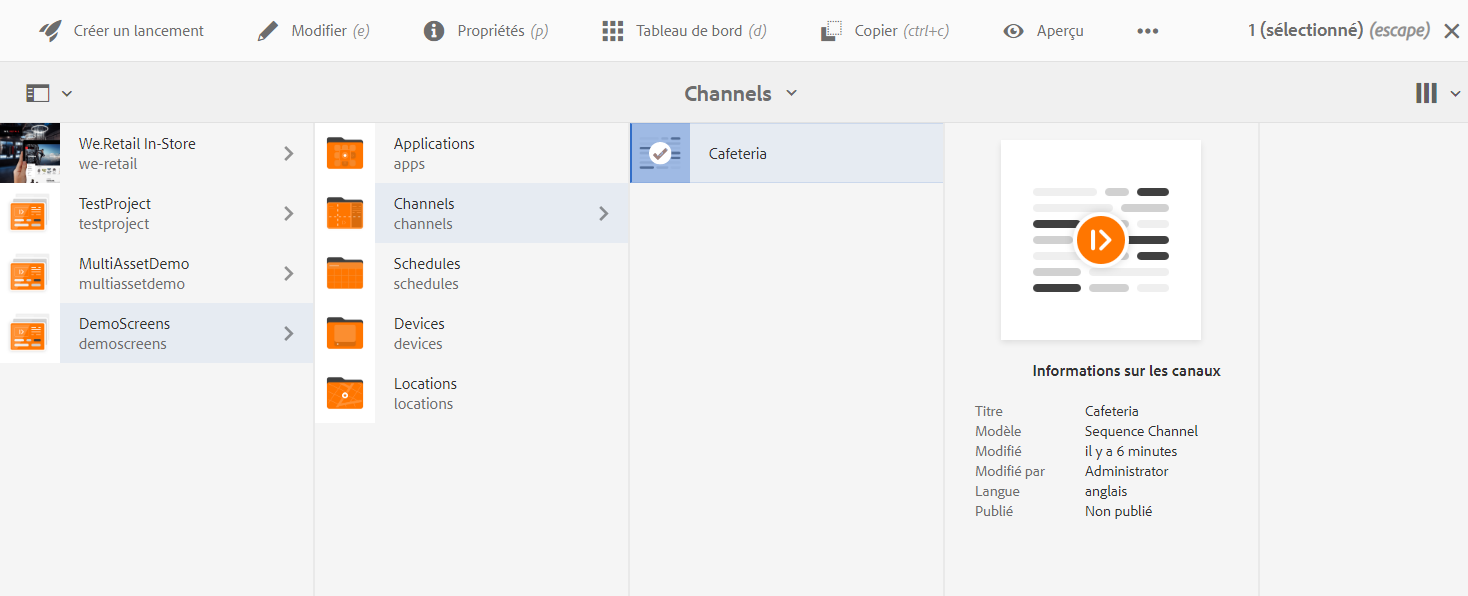 Créer un lancement
Modifier (e)
Propriétés (p)
Tableau de bord (d)
Copier (ctrl+c)
Aperçu
1 (sélectionné) (escape)
Channels
We.Retail In-Store
we-retail
TestProject
testproject
MultiAssetDemo
multiassetdemo
DemoScreens
demoscreens
Applications
apps
Channels
channels
Schedules
schedules
Devices
devices
Locations
locations
Cafeteria
Informations sur les canaux
Titre Cafeteria
Modèle Sequence Channel
Modifié il y a 6 minutes
Modifié par Administrator
Langue anglais
Publié Non publié